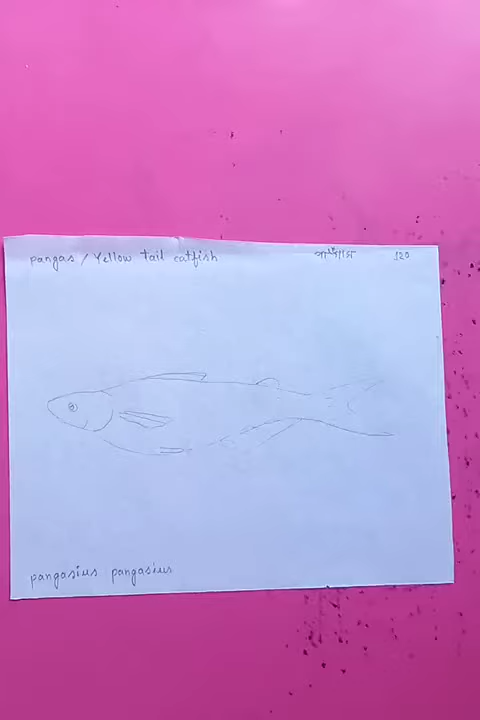 pangas / Yellow tail catfish পাঙ্গাস 120
pangasius pangasius